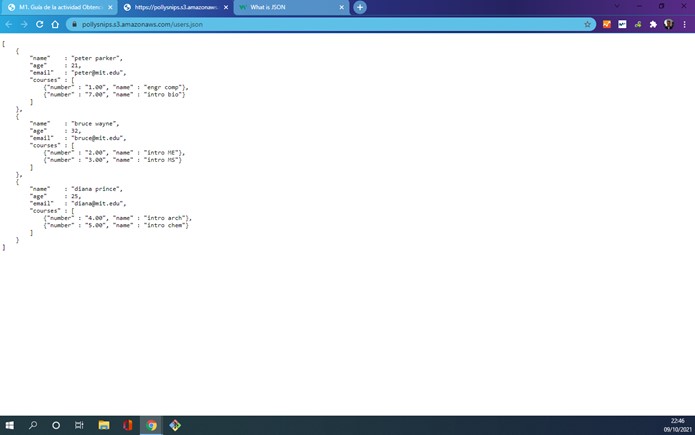 M1. Guía de la actividad Obten
https://pollysnips.s3.amazonaws.
What is JSON
pollysnips.s3.amazonaws.com/users.json
[
{
"name" : "peter parker",
"age" : 21,
"email" : "peter@mit.edu",
"courses" : [
{"number" : "1.00", "name" : "engr comp"},
{"number" : "7.00", "name" : "intro bio"}
]
},
{
"name" : "bruce wayne",
"age" : 32,
"email" : "bruce@mit.edu",
"courses" : [
{"number" : "2.00", "name" : "intro ME"},
{"number" : "3.00", "name" : "intro MS"}
]
},
{
"name" : "diana prince",
"age" : 25,
"email" : "diana@mit.edu",
"courses" : [
{"number" : "4.00", "name" : "intro arch"},
{"number" : "5.00", "name" : "intro chem"}
]
}
]
22:46
09/10/2021